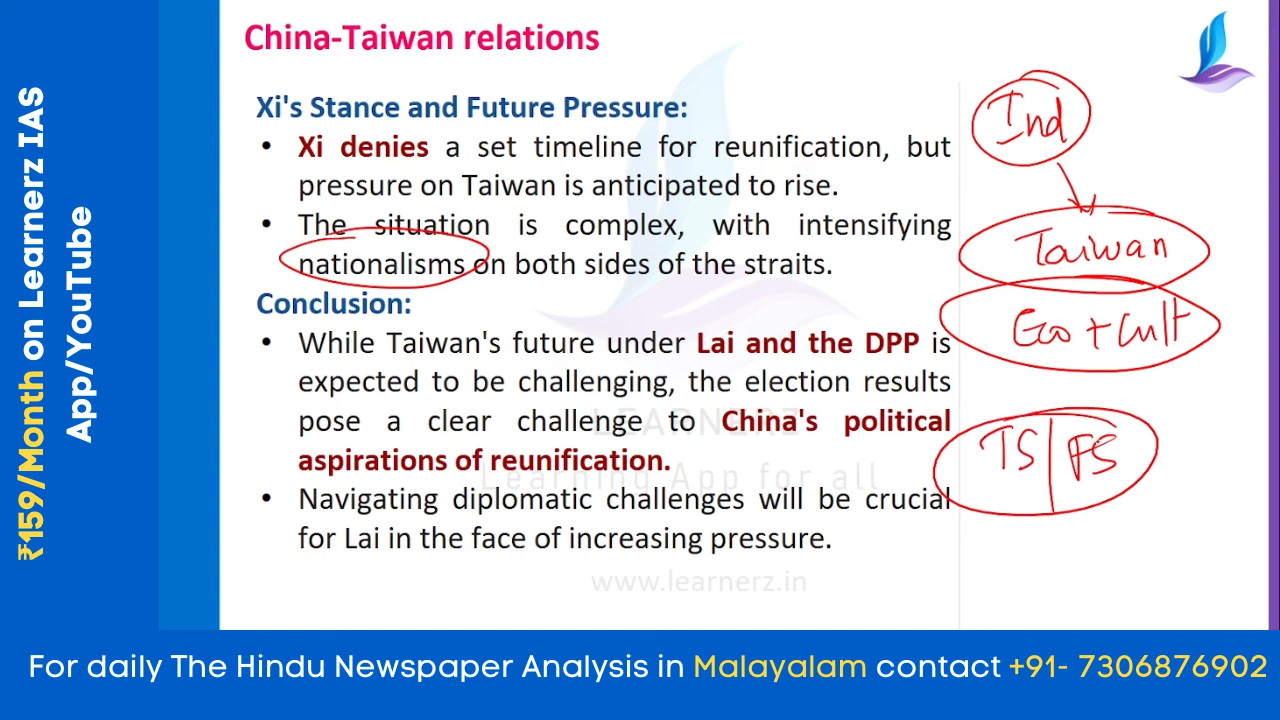 China-Taiwan relations
Xi's Stance and Future Pressure:
• Xi denies a set timeline for reunification, but
pressure on Taiwan is anticipated to rise.
• The situation is complex, with intensifying
nationalisms on both sides of the straits.
Conclusion:
• While Taiwan's future under Lai and the DPP is
expected to be challenging, the election results
pose a clear challenge to China's political
aspirations of reunification.
• Navigating diplomatic challenges will be crucial
for Lai in the face of increasing pressure.
Ind
Taiwan
Eco + Cult
TS | FS
LEARNERZ
Learning App for all
www.learnerz.in
₹159/Month on Learnerz IAS
App/YouTube
For daily The Hindu Newspaper Analysis in Malayalam contact +91- 7306876902